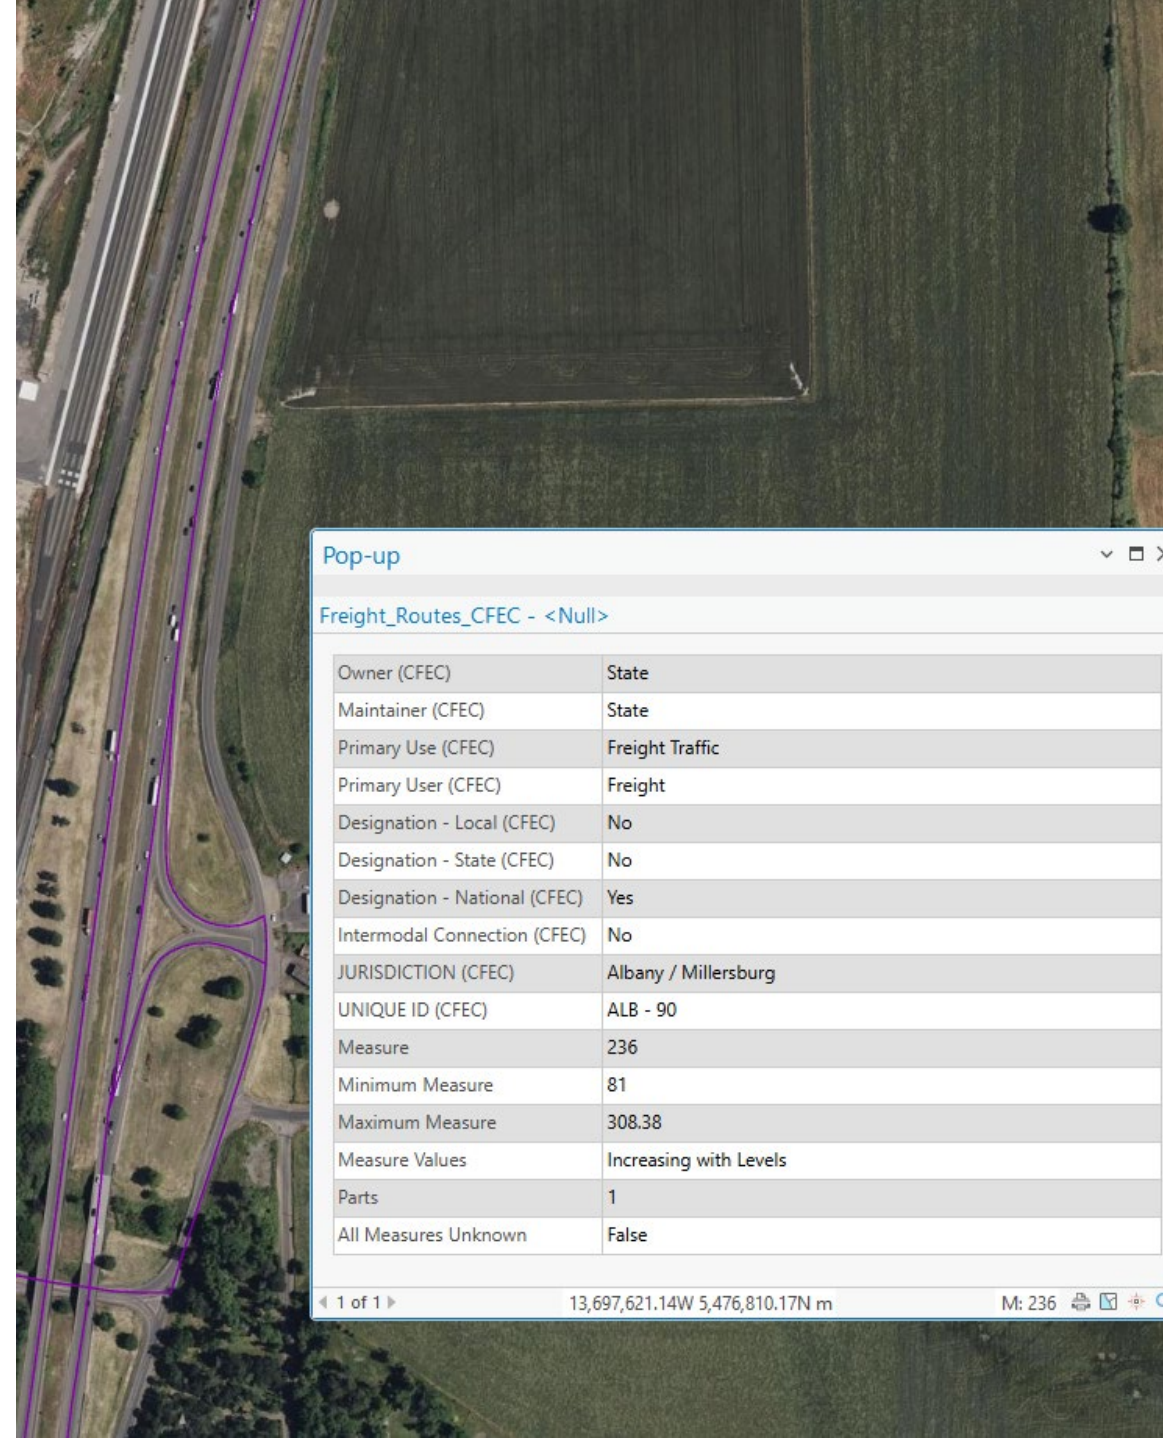 Pop-up
Freight_Routes_CFEC - <Null>
Owner (CFEC) State
Maintainer (CFEC) State
Primary Use (CFEC) Freight Traffic
Primary User (CFEC) Freight
Designation - Local (CFEC) No
Designation - State (CFEC) No
Designation - National (CFEC) Yes
Intermodal Connection (CFEC) No
JURISDICTION (CFEC) Albany / Millersburg
UNIQUE ID (CFEC) ALB - 90
Measure 236
Minimum Measure 81
Maximum Measure 308.38
Measure Values Increasing with Levels
Parts 1
All Measures Unknown False
1 of 1 13,697,621.14W 5,476,810.17N m M: 236